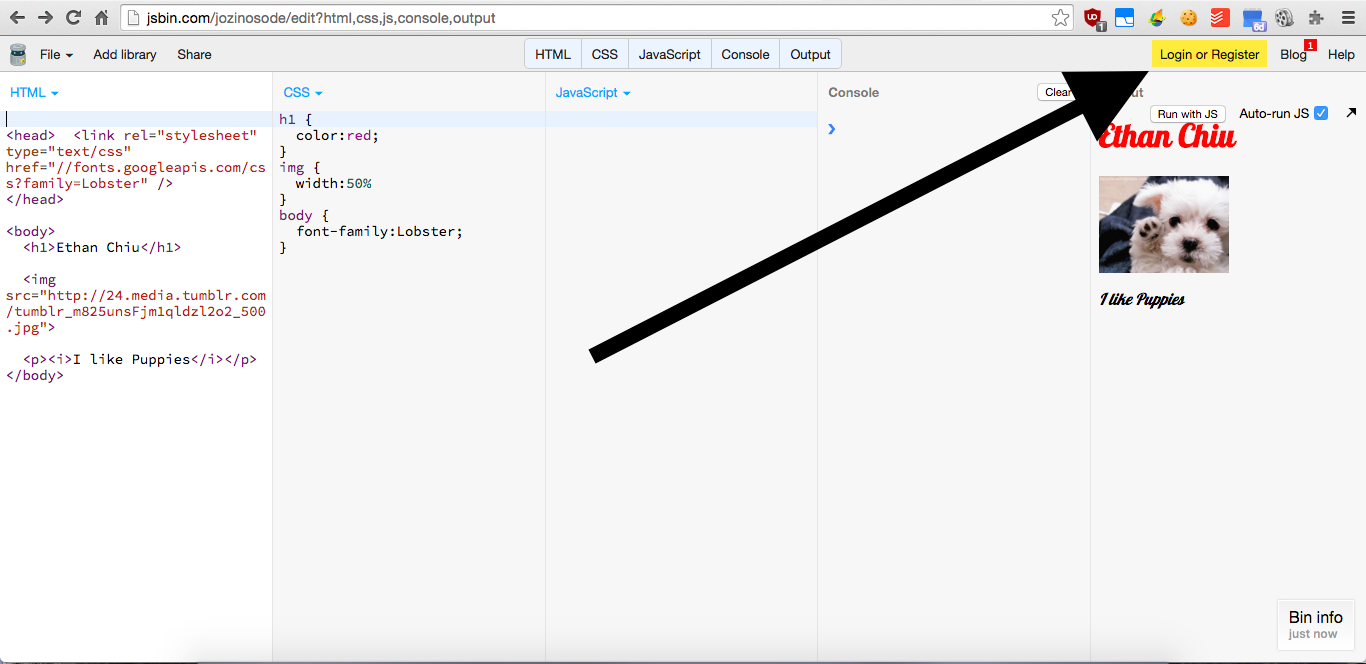 jsbin.com/jozinosode/edit?html,css,js,console,output
1
6d
File Add library Share HTML CSS JavaScript Console Output Login or Register Blog 1 Help
HTML
<head>  <link rel="stylesheet"
type="text/css"
href="//fonts.googleapis.com/cs
s?family=Lobster" />
</head>
<body>
  <h1>Ethan Chiu</h1>
  <img
src="http://24.media.tumblr.com
/tumblr_m825unsFjm1qldzl2o2_500
.jpg">
  <p><i>I like Puppies</i></p>
</body>
CSS
h1 {
  color:red;
}
img {
  width:50%
}
body {
  font-family:Lobster;
}
JavaScript
Console
Clear
Run with JS Auto-run JS
Ethan Chiu
I like Puppies
Bin info
just now